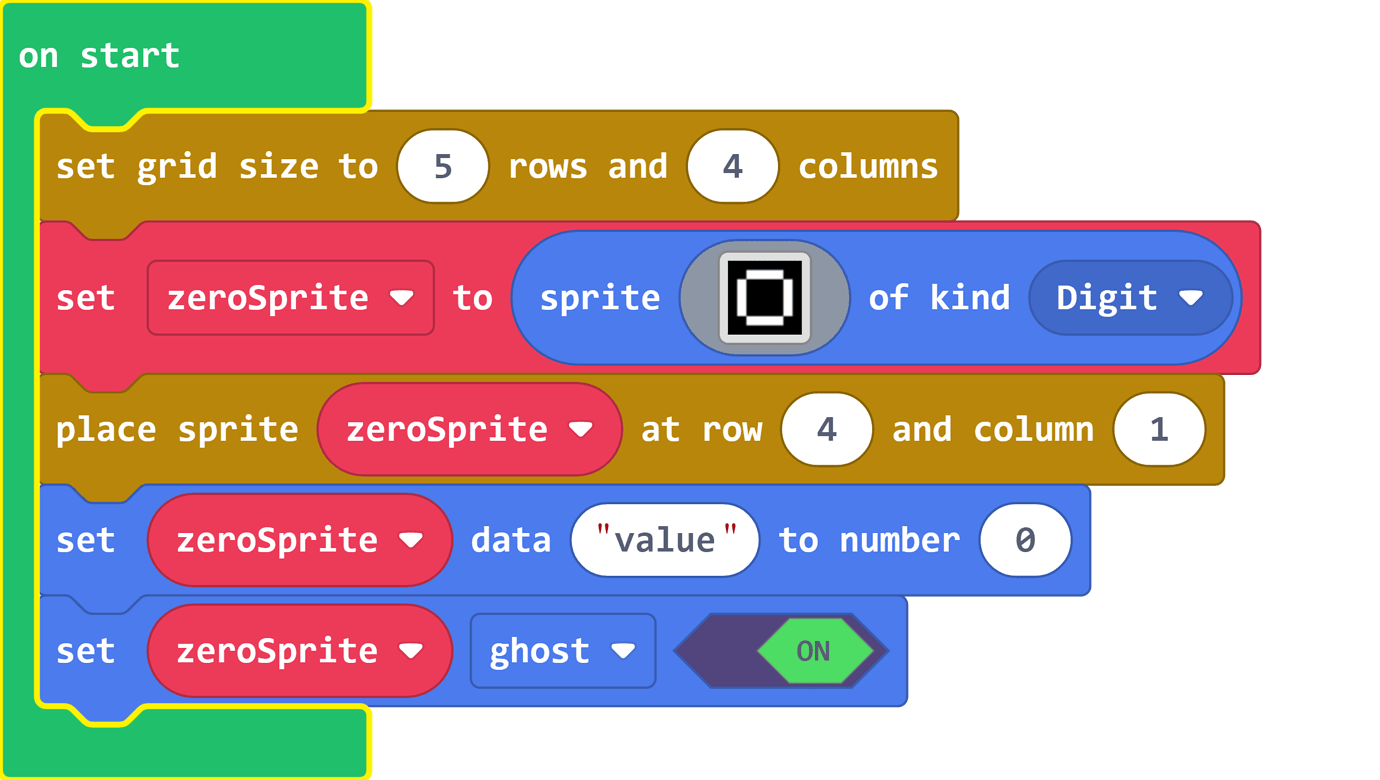 on start
set grid size to 5 rows and 4 columns
set zeroSprite to sprite of kind Digit
place sprite zeroSprite at row 4 and column 1
set zeroSprite data "value" to number 0
set zeroSprite ghost ON